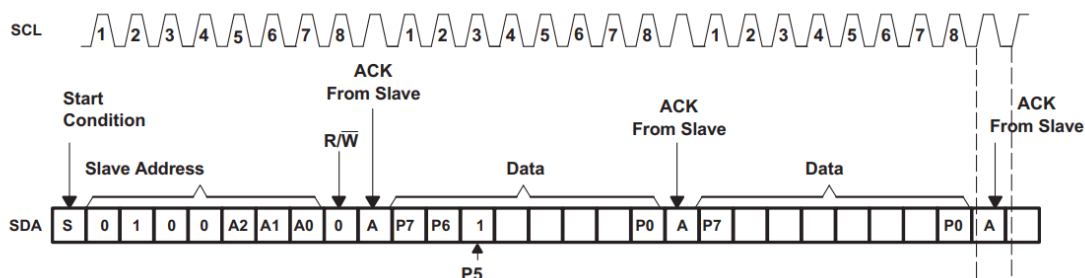 SCL 1 2 3 4 5 6 7 8 1 2 3 4 5 6 7 8 1 2 3 4 5 6 7 8
Start
Condition
ACK
From Slave
ACK
From Slave
ACK
From Slave
R/W̅
Slave Address
Data
Data
SDA S 0 1 0 0 A2 A1 A0 0 A P7 P6 1 P0 A P7 P0 A
P5